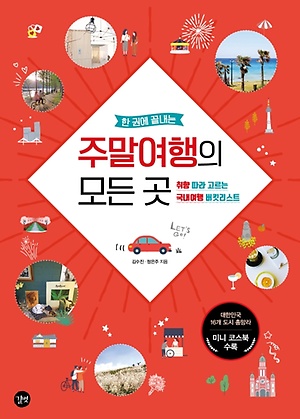 한 권에 끝내는
주말여행의
모든 곳
취향 따라 고르는
국내여행 버킷리스트
LET'S
GO!
김수진 · 정은주 지음
대한민국
16개 도시 총망라
미니 코스북
수록
길벗